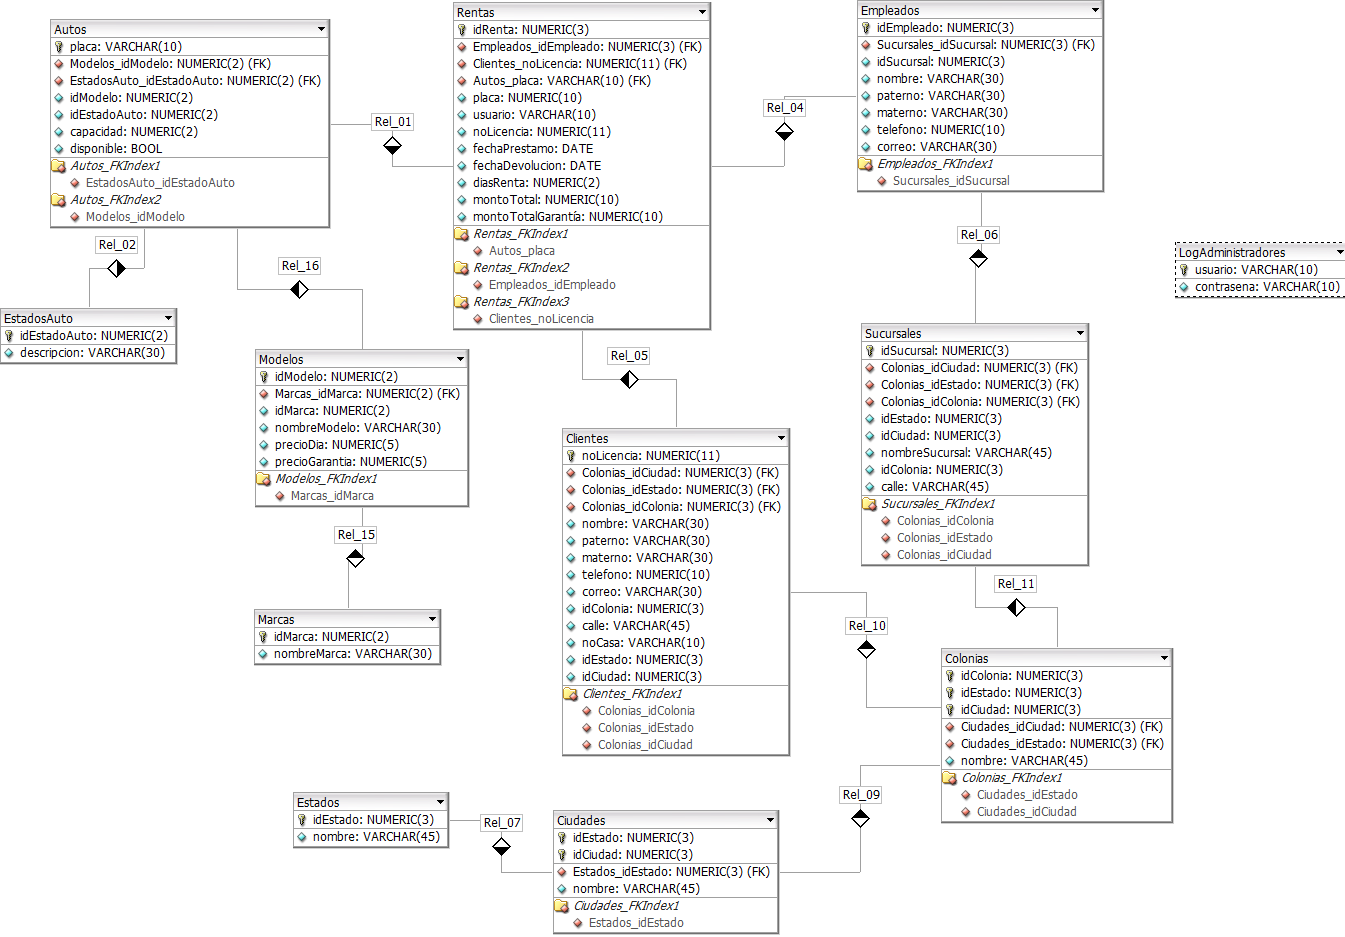 Autos
placa: VARCHAR(10)
Modelos_idModelo: NUMERIC(2) (FK)
EstadosAuto_idEstadoAuto: NUMERIC(2) (FK)
idModelo: NUMERIC(2)
idEstadoAuto: NUMERIC(2)
capacidad: NUMERIC(2)
disponible: BOOL
Autos_FKIndex1
EstadosAuto_idEstadoAuto
Autos_FKIndex2
Modelos_idModelo
Rel_01
Rentas
idRenta: NUMERIC(3)
Empleados_idEmpleado: NUMERIC(3) (FK)
Clientes_noLicencia: NUMERIC(11) (FK)
Autos_placa: VARCHAR(10) (FK)
placa: NUMERIC(10)
usuario: VARCHAR(10)
noLicencia: NUMERIC(11)
fechaPrestamo: DATE
fechaDevolucion: DATE
diasRenta: NUMERIC(2)
montoTotal: NUMERIC(10)
montoTotalGarantía: NUMERIC(10)
Rentas_FKIndex1
Autos_placa
Rentas_FKIndex2
Empleados_idEmpleado
Rentas_FKIndex3
Clientes_noLicencia
Rel_04
Empleados
idEmpleado: NUMERIC(3)
Sucursales_idSucursal: NUMERIC(3) (FK)
idSucursal: NUMERIC(3)
nombre: VARCHAR(30)
paterno: VARCHAR(30)
materno: VARCHAR(30)
telefono: NUMERIC(10)
correo: VARCHAR(30)
Empleados_FKIndex1
Sucursales_idSucursal
Rel_02
Rel_16
Rel_06
LogAdministradores
usuario: VARCHAR(10)
contrasena: VARCHAR(10)
EstadosAuto
idEstadoAuto: NUMERIC(2)
descripcion: VARCHAR(30)
Modelos
idModelo: NUMERIC(2)
Marcas_idMarca: NUMERIC(2) (FK)
idMarca: NUMERIC(2)
nombreModelo: VARCHAR(30)
precioDia: NUMERIC(5)
precioGarantia: NUMERIC(5)
Modelos_FKIndex1
Marcas_idMarca
Rel_05
Sucursales
idSucursal: NUMERIC(3)
Colonias_idCiudad: NUMERIC(3) (FK)
Colonias_idEstado: NUMERIC(3) (FK)
Colonias_idColonia: NUMERIC(3) (FK)
idEstado: NUMERIC(3)
idCiudad: NUMERIC(3)
nombreSucursal: VARCHAR(45)
idColonia: NUMERIC(3)
calle: VARCHAR(45)
Sucursales_FKIndex1
Colonias_idColonia
Colonias_idEstado
Colonias_idCiudad
Rel_15
Clientes
noLicencia: NUMERIC(11)
Colonias_idCiudad: NUMERIC(3) (FK)
Colonias_idEstado: NUMERIC(3) (FK)
Colonias_idColonia: NUMERIC(3) (FK)
nombre: VARCHAR(30)
paterno: VARCHAR(30)
materno: VARCHAR(30)
telefono: NUMERIC(10)
correo: VARCHAR(30)
idColonia: NUMERIC(3)
calle: VARCHAR(45)
noCasa: VARCHAR(10)
idEstado: NUMERIC(3)
idCiudad: NUMERIC(3)
Clientes_FKIndex1
Colonias_idColonia
Colonias_idEstado
Colonias_idCiudad
Rel_11
Marcas
idMarca: NUMERIC(2)
nombreMarca: VARCHAR(30)
Rel_10
Colonias
idColonia: NUMERIC(3)
idEstado: NUMERIC(3)
idCiudad: NUMERIC(3)
Ciudades_idCiudad: NUMERIC(3) (FK)
Ciudades_idEstado: NUMERIC(3) (FK)
nombre: VARCHAR(45)
Colonias_FKIndex1
Ciudades_idEstado
Ciudades_idCiudad
Rel_09
Estados
idEstado: NUMERIC(3)
nombre: VARCHAR(45)
Rel_07
Ciudades
idEstado: NUMERIC(3)
idCiudad: NUMERIC(3)
Estados_idEstado: NUMERIC(3) (FK)
nombre: VARCHAR(45)
Ciudades_FKIndex1
Estados_idEstado